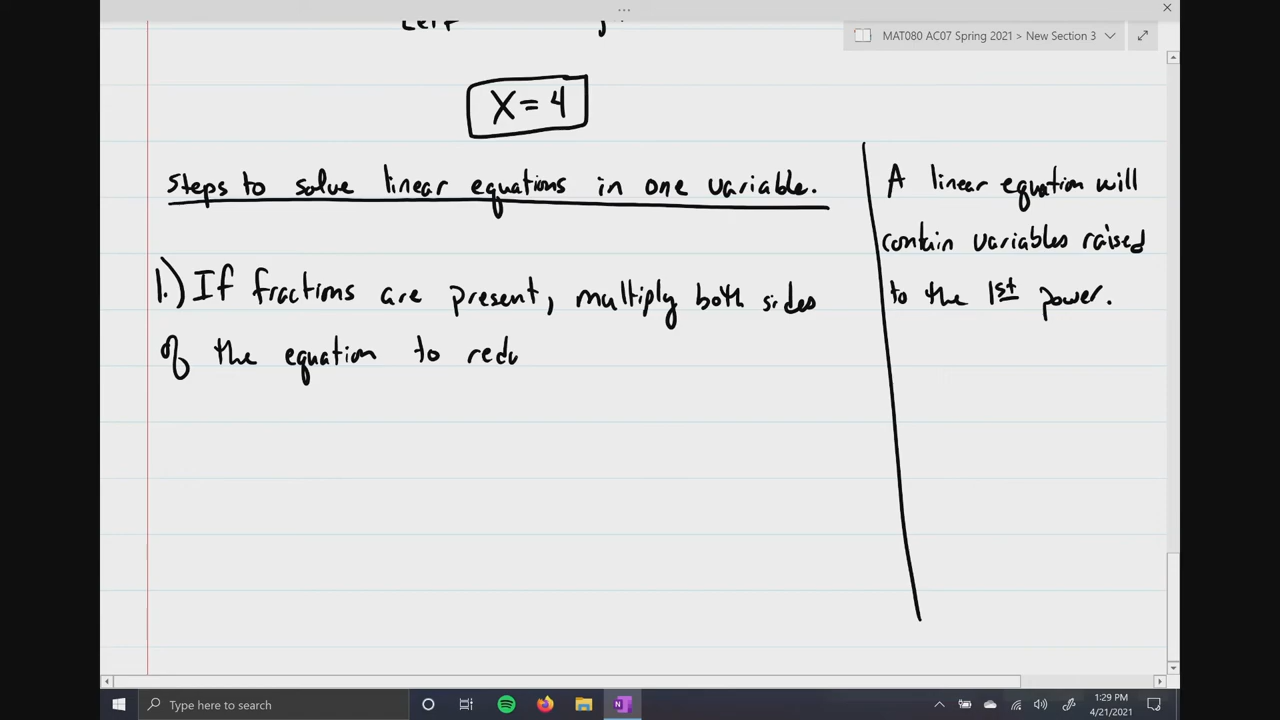 MAT080 AC07 Spring 2021 > New Section 3
X = 4
Steps to solve linear equations in one variable.
1.) If fractions are present, multiply both sides
of the equation to redu
A linear equation will
contain variables raised
to the 1st power.
Type here to search
1:29 PM
4/21/2021